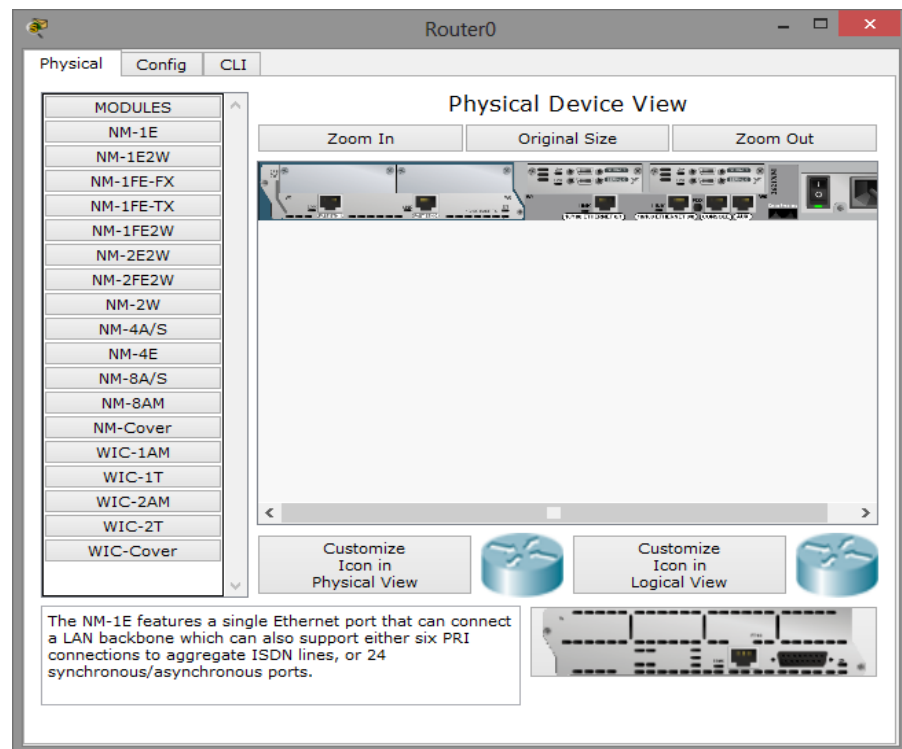 Router0
Physical
Config
CLI
MODULES
NM-1E
NM-1E2W
NM-1FE-FX
NM-1FE-TX
NM-1FE2W
NM-2E2W
NM-2FE2W
NM-2W
NM-4A/S
NM-4E
NM-8A/S
NM-8AM
NM-Cover
WIC-1AM
WIC-1T
WIC-2AM
WIC-2T
WIC-Cover
Physical Device View
Zoom In
Original Size
Zoom Out
CONSOLE
AUX
Customize
Icon in
Physical View
Customize
Icon in
Logical View
The NM-1E features a single Ethernet port that can connect
a LAN backbone which can also support either six PRI
connections to aggregate ISDN lines, or 24
synchronous/asynchronous ports.